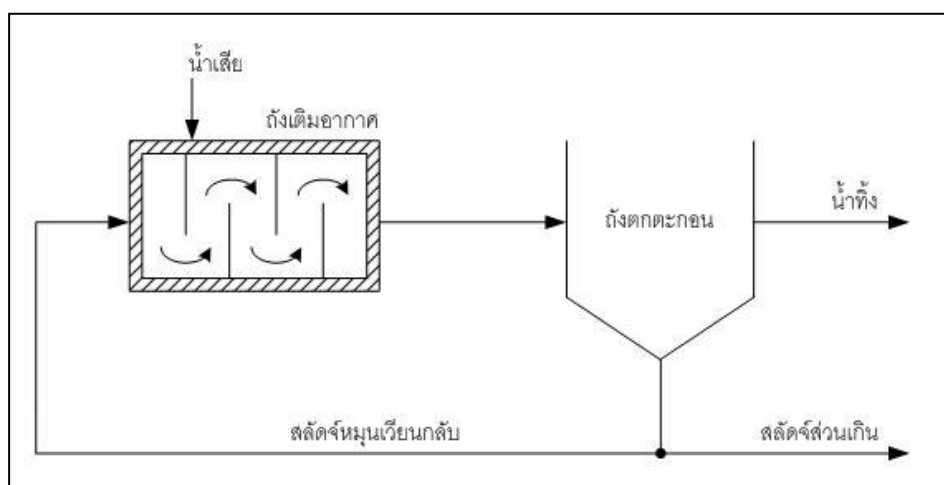 น้ำเสีย
ถังเติมอากาศ
ถังตกตะกอน
น้ำทิ้ง
สลัดจ์หมุนเวียนกลับ
สลัดจ์ส่วนเกิน